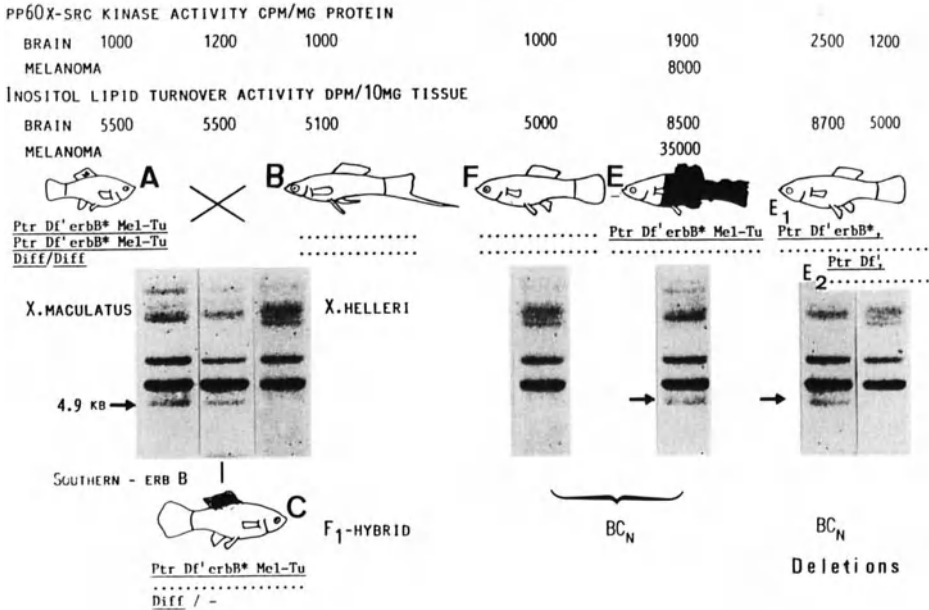 PP60X-SRC KINASE ACTIVITY CPM/MG PROTEIN
BRAIN 1000 1200 1000 1000 1900 2500 1200
MELANOMA 8000
INOSITOL LIPID TURNOVER ACTIVITY DPM/10MG TISSUE
BRAIN 5500 5500 5100 5000 8500 8700 5000
MELANOMA 35000
A B F E
E1
Ptr Df'erbB* Mel-Tu Ptr Df'erbB* Mel-Tu Ptr Df'erbB*,
Ptr Df'erbB* Mel-Tu
Diff/Diff Ptr Df',
E2
X.MACULATUS X.HELLERI
4.9 KB
SOUTHERN - ERB B
C
F1-HYBRID BCN BCN
Deletions
Ptr Df'erbB* Mel-Tu
Diff / -